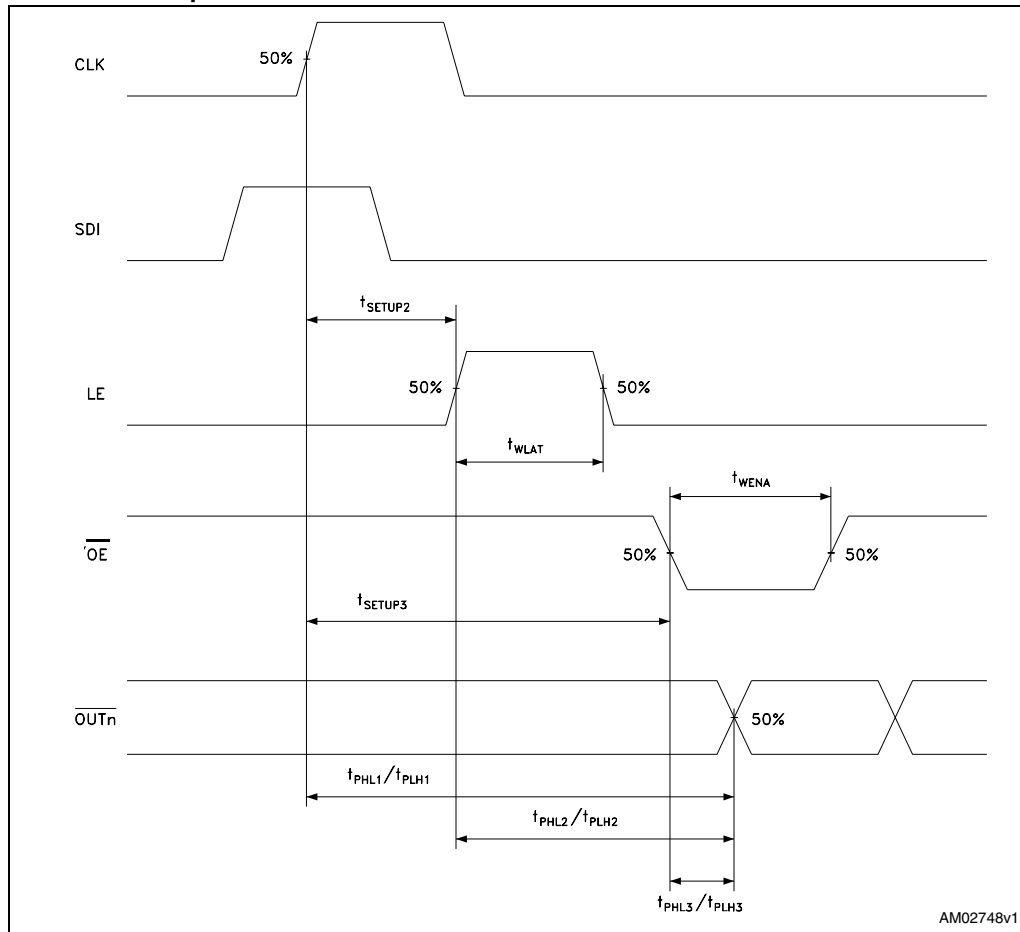 CLK
50%
SDI
tSETUP2
LE
50%
50%
tWLAT
tWENA
OE
50%
50%
tSETUP3
OUTn
50%
tPHL1/tPLH1
tPHL2/tPLH2
tPHL3/tPLH3
AM02748v1